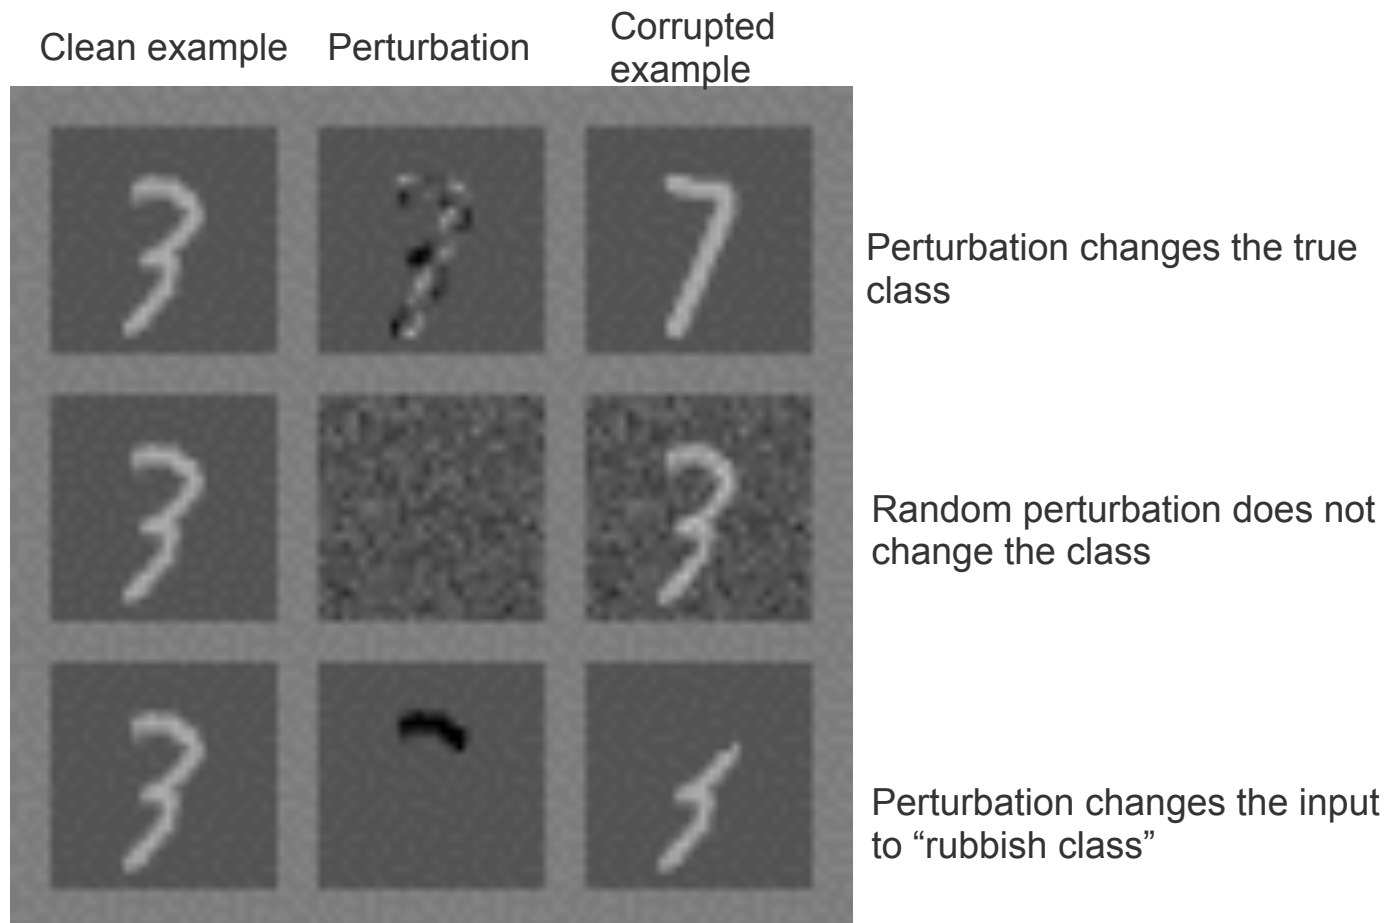 Clean example
Perturbation
Corrupted
example
Perturbation changes the true
class
Random perturbation does not
change the class
Perturbation changes the input
to “rubbish class”